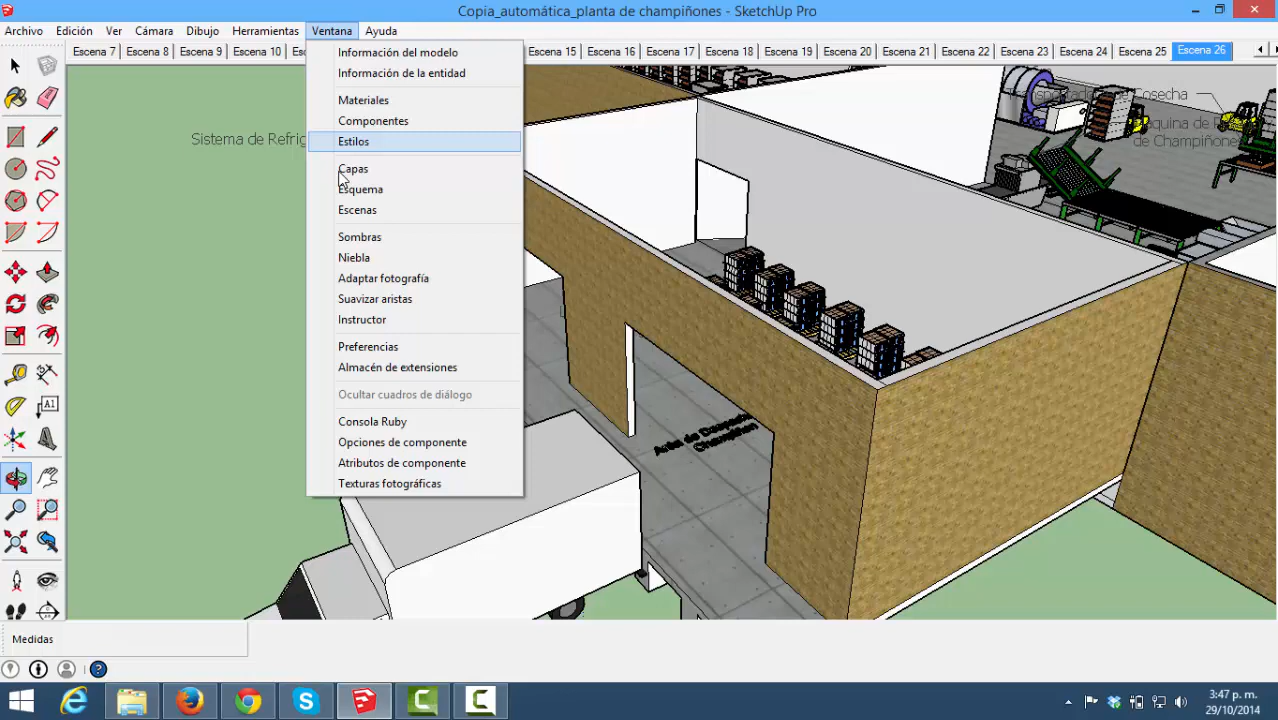 Copia_automática_planta de champiñones - SketchUp Pro
Archivo Edición Ver Cámara Dibujo Herramientas Ventana Ayuda
Escena 7 Escena 8 Escena 9 Escena 10 Escena 15 Escena 16 Escena 17 Escena 18 Escena 19 Escena 20 Escena 21 Escena 22 Escena 23 Escena 24 Escena 25 Escena 26
Información del modelo
Información de la entidad
Materiales
Componentes
Estilos
Capas
Esquema
Escenas
Sombras
Niebla
Adaptar fotografía
Suavizar aristas
Instructor
Preferencias
Almacén de extensiones
Ocultar cuadros de diálogo
Consola Ruby
Opciones de componente
Atributos de componente
Texturas fotográficas
Sistema de Refrig
de Cosecha
de Champiñones
A1
Medidas
3:47 p. m.
29/10/2014